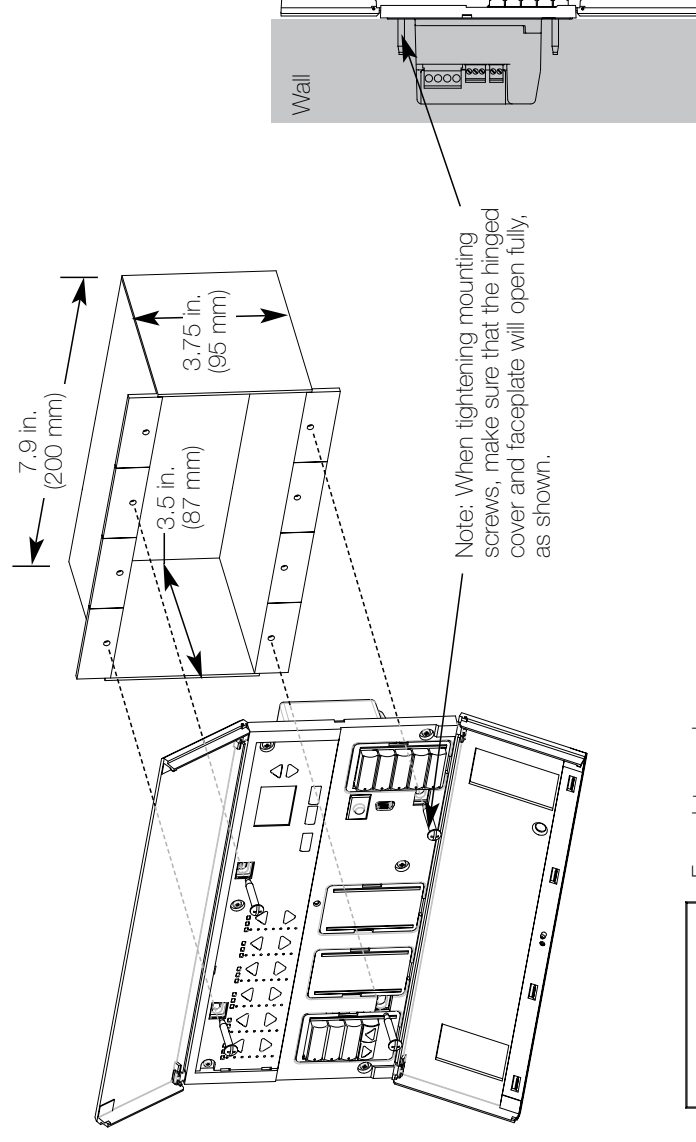 7.9 in.
(200 mm)
3.75 in.
(95 mm)
3.5 in.
(87 mm)
Wall
Note: When tightening mounting
screws, make sure that the hinged
cover and faceplate will open fully,
as shown.